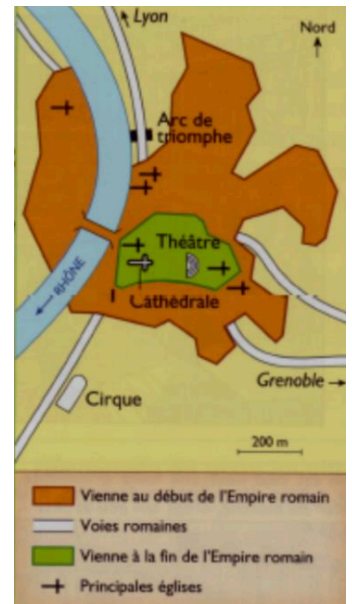 Lyon
Nord
Arc de
triomphe
Théâtre
Cathédrale
RHÔNE
Grenoble
Cirque
200 m
Vienne au début de l'Empire romain
Voies romaines
Vienne à la fin de l'Empire romain
Principales églises